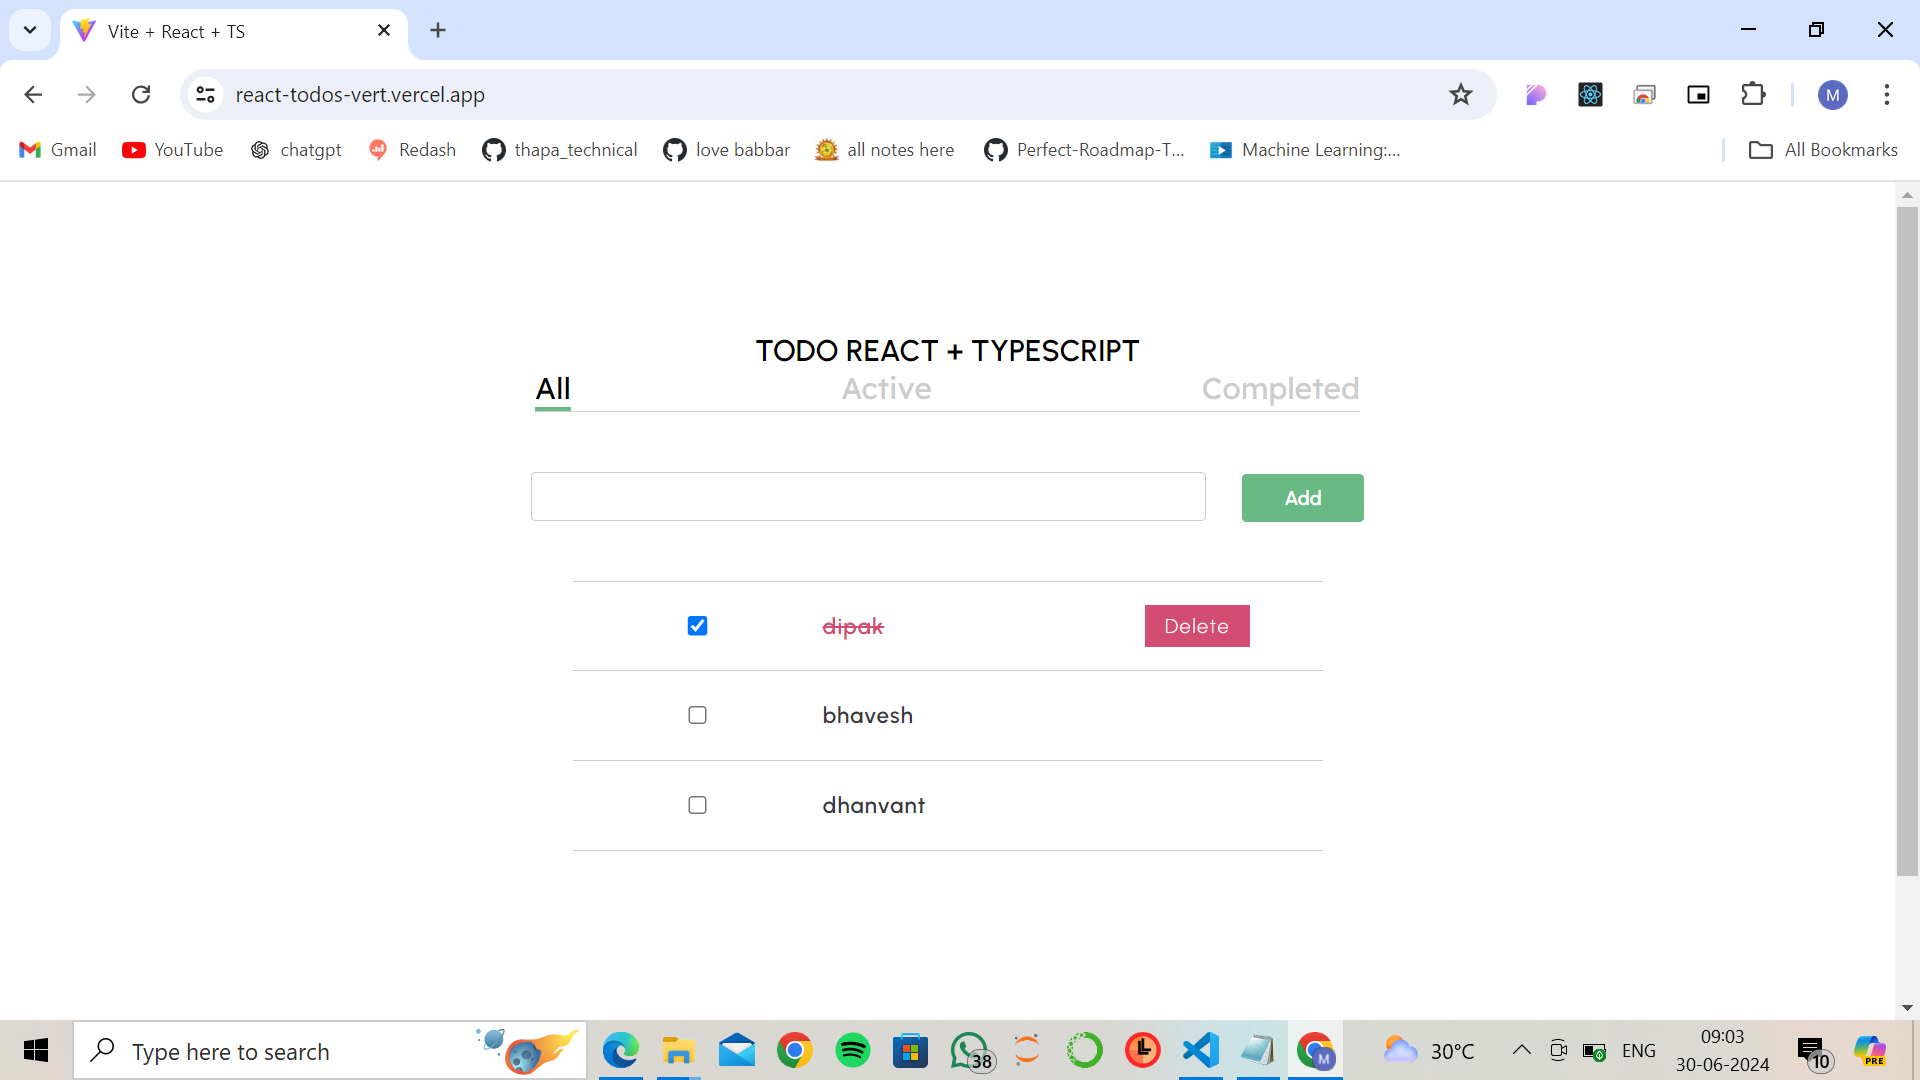 Vite + React + TS
react-todos-vert.vercel.app
M
Gmail
YouTube
chatgpt
Redash
thapa_technical
love babbar
all notes here
Perfect-Roadmap-T...
Machine Learning:...
All Bookmarks
TODO REACT + TYPESCRIPT
All
Active
Completed
Add
dipak
Delete
bhavesh
dhanvant
Type here to search
38
M
30°C
ENG
09:03
30-06-2024
10
PRE